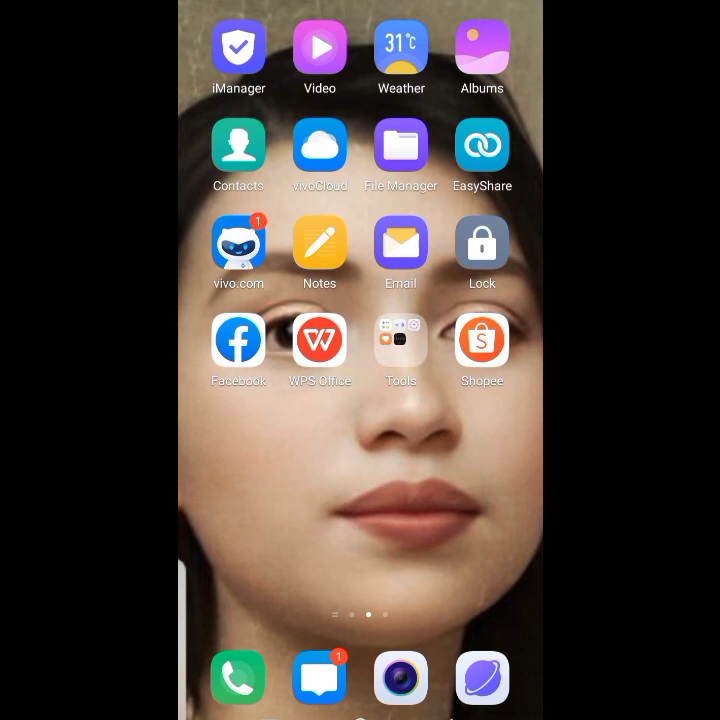 31°C
iManager Video Weather Albums
Contacts vivoCloud File Manager EasyShare
1
vivo.com Notes Email Lock
Facebook WPS Office Tools Shopee
1